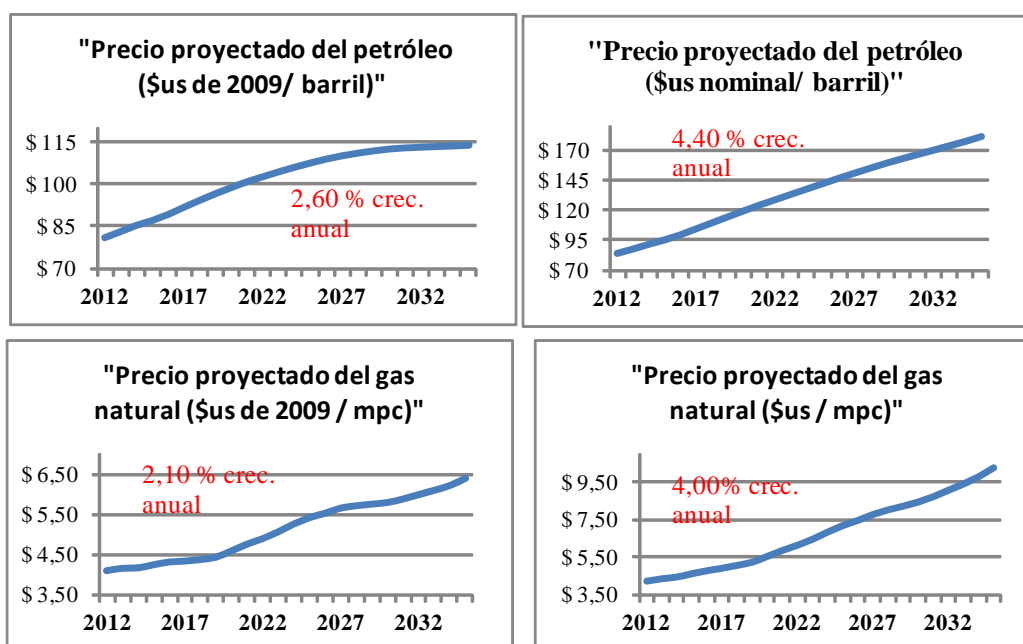 "Precio proyectado del petróleo
($us de 2009/ barril)"
$ 115
$ 100
$ 85
$ 70
2,60 % crec.
anual
2012 2017 2022 2027 2032
"Precio proyectado del petróleo
($us nominal/ barril)"
$ 170
$ 145
$ 120
$ 95
$ 70
4,40 % crec.
anual
2012 2017 2022 2027 2032
"Precio proyectado del gas
natural ($us de 2009 / mpc)"
$ 6,50
$ 5,50
$ 4,50
$ 3,50
2,10 % crec.
anual
2012 2017 2022 2027 2032
"Precio proyectado del gas
natural ($us / mpc)"
$ 9,50
$ 7,50
$ 5,50
$ 3,50
4,00% crec.
anual
2012 2017 2022 2027 2032